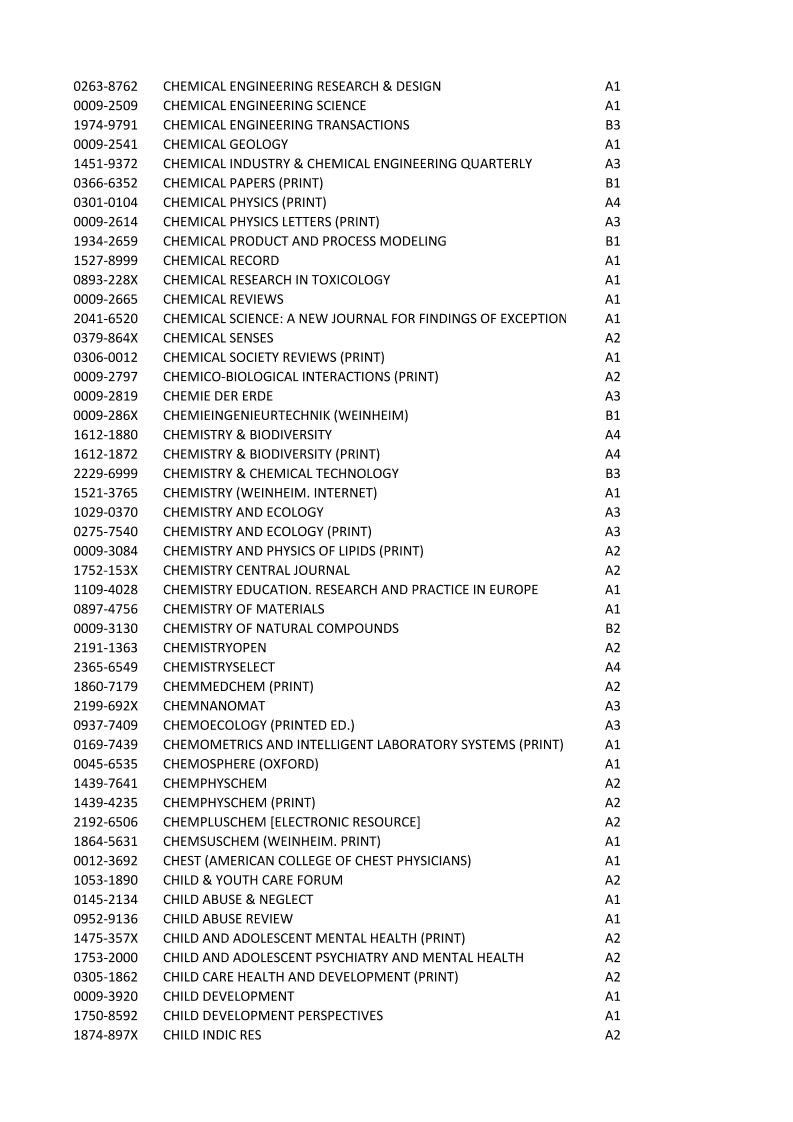 0263-8762 CHEMICAL ENGINEERING RESEARCH & DESIGN A1
0009-2509 CHEMICAL ENGINEERING SCIENCE A1
1974-9791 CHEMICAL ENGINEERING TRANSACTIONS B3
0009-2541 CHEMICAL GEOLOGY A1
1451-9372 CHEMICAL INDUSTRY & CHEMICAL ENGINEERING QUARTERLY A3
0366-6352 CHEMICAL PAPERS (PRINT) B1
0301-0104 CHEMICAL PHYSICS (PRINT) A4
0009-2614 CHEMICAL PHYSICS LETTERS (PRINT) A3
1934-2659 CHEMICAL PRODUCT AND PROCESS MODELING B1
1527-8999 CHEMICAL RECORD A1
0893-228X CHEMICAL RESEARCH IN TOXICOLOGY A1
0009-2665 CHEMICAL REVIEWS A1
2041-6520 CHEMICAL SCIENCE: A NEW JOURNAL FOR FINDINGS OF EXCEPTION A1
0379-864X CHEMICAL SENSES A2
0306-0012 CHEMICAL SOCIETY REVIEWS (PRINT) A1
0009-2797 CHEMICO-BIOLOGICAL INTERACTIONS (PRINT) A2
0009-2819 CHEMIE DER ERDE A3
0009-286X CHEMIEINGENIEURTECHNIK (WEINHEIM) B1
1612-1880 CHEMISTRY & BIODIVERSITY A4
1612-1872 CHEMISTRY & BIODIVERSITY (PRINT) A4
2229-6999 CHEMISTRY & CHEMICAL TECHNOLOGY B3
1521-3765 CHEMISTRY (WEINHEIM. INTERNET) A1
1029-0370 CHEMISTRY AND ECOLOGY A3
0275-7540 CHEMISTRY AND ECOLOGY (PRINT) A3
0009-3084 CHEMISTRY AND PHYSICS OF LIPIDS (PRINT) A2
1752-153X CHEMISTRY CENTRAL JOURNAL A2
1109-4028 CHEMISTRY EDUCATION. RESEARCH AND PRACTICE IN EUROPE A1
0897-4756 CHEMISTRY OF MATERIALS A1
0009-3130 CHEMISTRY OF NATURAL COMPOUNDS B2
2191-1363 CHEMISTRYOPEN A2
2365-6549 CHEMISTRYSELECT A4
1860-7179 CHEMMEDCHEM (PRINT) A2
2199-692X CHEMNANOMAT A3
0937-7409 CHEMOECOLOGY (PRINTED ED.) A3
0169-7439 CHEMOMETRICS AND INTELLIGENT LABORATORY SYSTEMS (PRINT) A1
0045-6535 CHEMOSPHERE (OXFORD) A1
1439-7641 CHEMPHYSCHEM A2
1439-4235 CHEMPHYSCHEM (PRINT) A2
2192-6506 CHEMPLUSCHEM [ELECTRONIC RESOURCE] A2
1864-5631 CHEMSUSCHEM (WEINHEIM. PRINT) A1
0012-3692 CHEST (AMERICAN COLLEGE OF CHEST PHYSICIANS) A1
1053-1890 CHILD & YOUTH CARE FORUM A2
0145-2134 CHILD ABUSE & NEGLECT A1
0952-9136 CHILD ABUSE REVIEW A1
1475-357X CHILD AND ADOLESCENT MENTAL HEALTH (PRINT) A2
1753-2000 CHILD AND ADOLESCENT PSYCHIATRY AND MENTAL HEALTH A2
0305-1862 CHILD CARE HEALTH AND DEVELOPMENT (PRINT) A2
0009-3920 CHILD DEVELOPMENT A1
1750-8592 CHILD DEVELOPMENT PERSPECTIVES A1
1874-897X CHILD INDIC RES A2